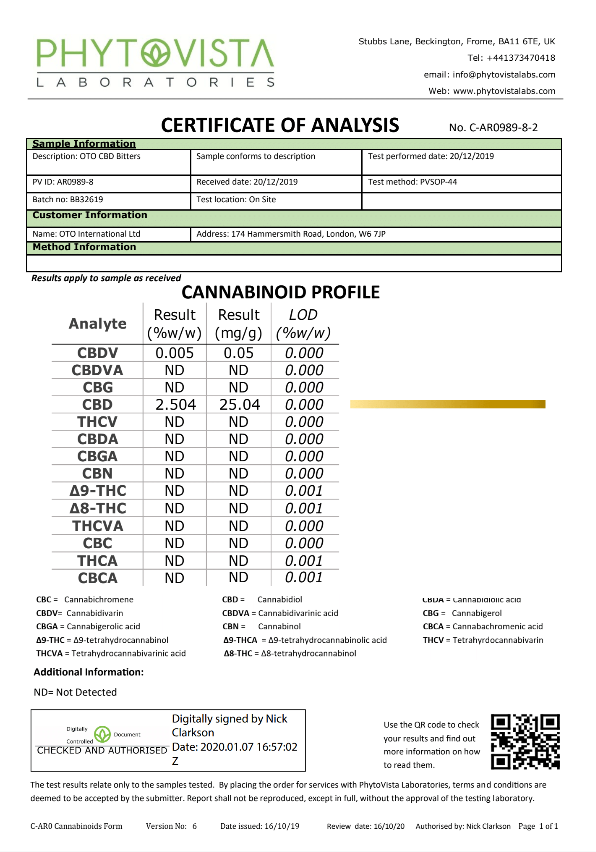 PHYTOVISTA
LABORATORIES
Stubbs Lane, Beckington, Frome, BA11 6TE, UK
Tel: +441373470418
email: info@phytovistalabs.com
Web: www.phytovistalabs.com
CERTIFICATE OF ANALYSIS No. C-AR0989-8-2
Sample Information
Description: OTO CBD Bitters Sample conforms to description Test performed date: 20/12/2019
PV ID: AR0989-8 Received date: 20/12/2019 Test method: PVSOP-44
Batch no: BB32619 Test location: On Site
Customer Information
Name: OTO International Ltd Address: 174 Hammersmith Road, London, W6 7JP
Method Information
Results apply to sample as received
CANNABINOID PROFILE
Analyte Result (%w/w) Result (mg/g) LOD (%w/w)
CBDV 0.005 0.05 0.000
CBDVA ND ND 0.000
CBG ND ND 0.000
CBD 2.504 25.04 0.000
THCV ND ND 0.000
CBDA ND ND 0.000
CBGA ND ND 0.000
CBN ND ND 0.000
Δ9-THC ND ND 0.001
Δ8-THC ND ND 0.001
THCVA ND ND 0.000
CBC ND ND 0.000
THCA ND ND 0.001
CBCA ND ND 0.001
CBC = Cannabichromene CBD = Cannabidiol CBDA = Cannabidiolic acid
CBDV= Cannabidivarin CBDVA = Cannabidivarinic acid CBG = Cannabigerol
CBGA = Cannabigerolic acid CBN = Cannabinol CBCA = Cannabachromenic acid
Δ9-THC = Δ9-tetrahydrocannabinol Δ9-THCA = Δ9-tetrahydrocannabinolic acid THCV = Tetrahyrdocannabivarin
THCVA = Tetrahydrocannabivarinic acid Δ8-THC = Δ8-tetrahydrocannabinol
Additional Information:
ND= Not Detected
Digitally Document
Controlled
CHECKED AND AUTHORISED
Digitally signed by Nick
Clarkson
Date: 2020.01.07 16:57:02
Z
Use the QR code to check
your results and find out
more information on how
to read them.
The test results relate only to the samples tested. By placing the order for services with PhytoVista Laboratories, terms and conditions are
deemed to be accepted by the submitter. Report shall not be reproduced, except in full, without the approval of the testing laboratory.
C-AR0 Cannabinoids Form Version No: 6 Date issued: 16/10/19 Review date: 16/10/20 Authorised by: Nick Clarkson Page 1 of 1